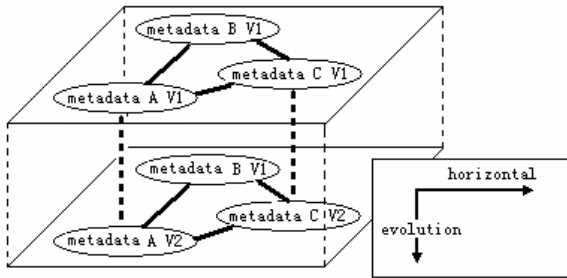 metadata B V1
metadata C V1
metadata A V1
metadata B V1
metadata C V2
metadata A V2
horizontal
evolution